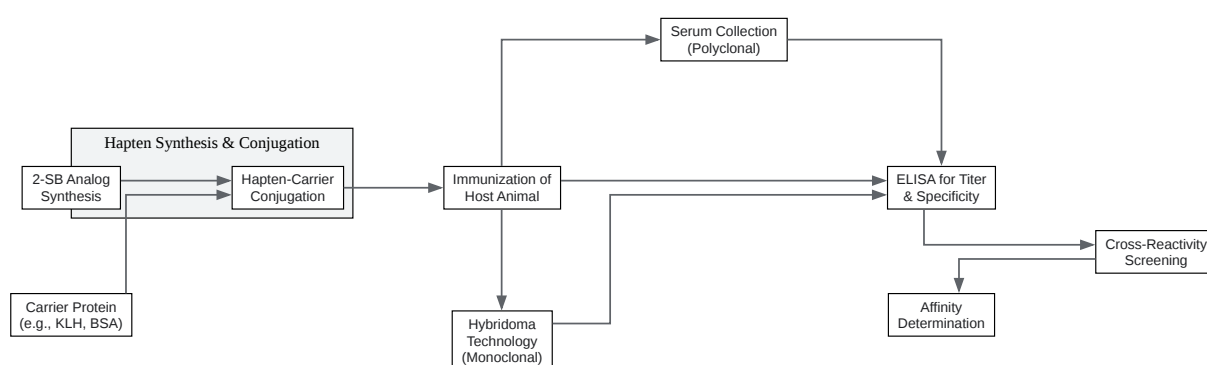 Serum Collection
(Polyclonal)
Hapten Synthesis & Conjugation
2-SB Analog
Synthesis
Hapten-Carrier
Conjugation
Immunization of
Host Animal
ELISA for Titer
& Specificity
Cross-Reactivity
Screening
Carrier Protein
(e.g., KLH, BSA)
Hybridoma
Technology
(Monoclonal)
Affinity
Determination